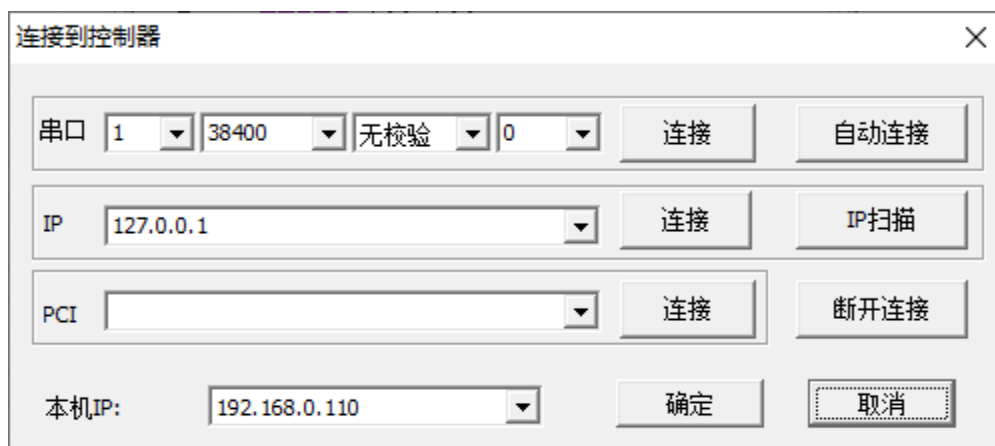 连接到控制器
串口 1 38400 无校验 0 连接 自动连接
IP 127.0.0.1 连接 IP扫描
PCI 连接 断开连接
本机IP: 192.168.0.110 确定 取消